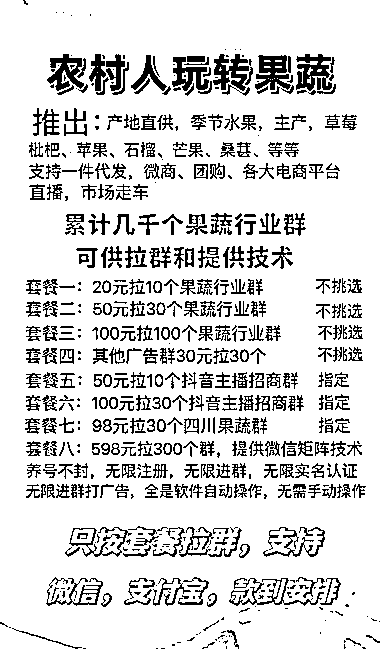 农村人玩转果蔬
推出：产地直供，季节水果，主产，草莓
枇杷、苹果、石榴、芒果、桑葚、等等
支持一件代发，微商、团购、各大电商平台
直播，市场走车
累计几千个果蔬行业群
可供拉群和提供技术
套餐一：20元拉10个果蔬行业群 不挑选
套餐二：50元拉30个果蔬行业群 不挑选
套餐三：100元拉100个果蔬行业群 不挑选
套餐四：其他广告群30元拉30个 不挑选
套餐五：50元拉10个抖音主播招商群 指定
套餐六：100元拉30个抖音主播招商群 指定
套餐七：98元拉30个四川果蔬群 指定
套餐八：598元拉300个群，提供微信矩阵技术
养号不封，无限注册，无限进群，无限实名认证
无限进群打广告，全是软件自动操作，无需手动操作
只按套餐拉群，支持
微信，支付宝，款到安排